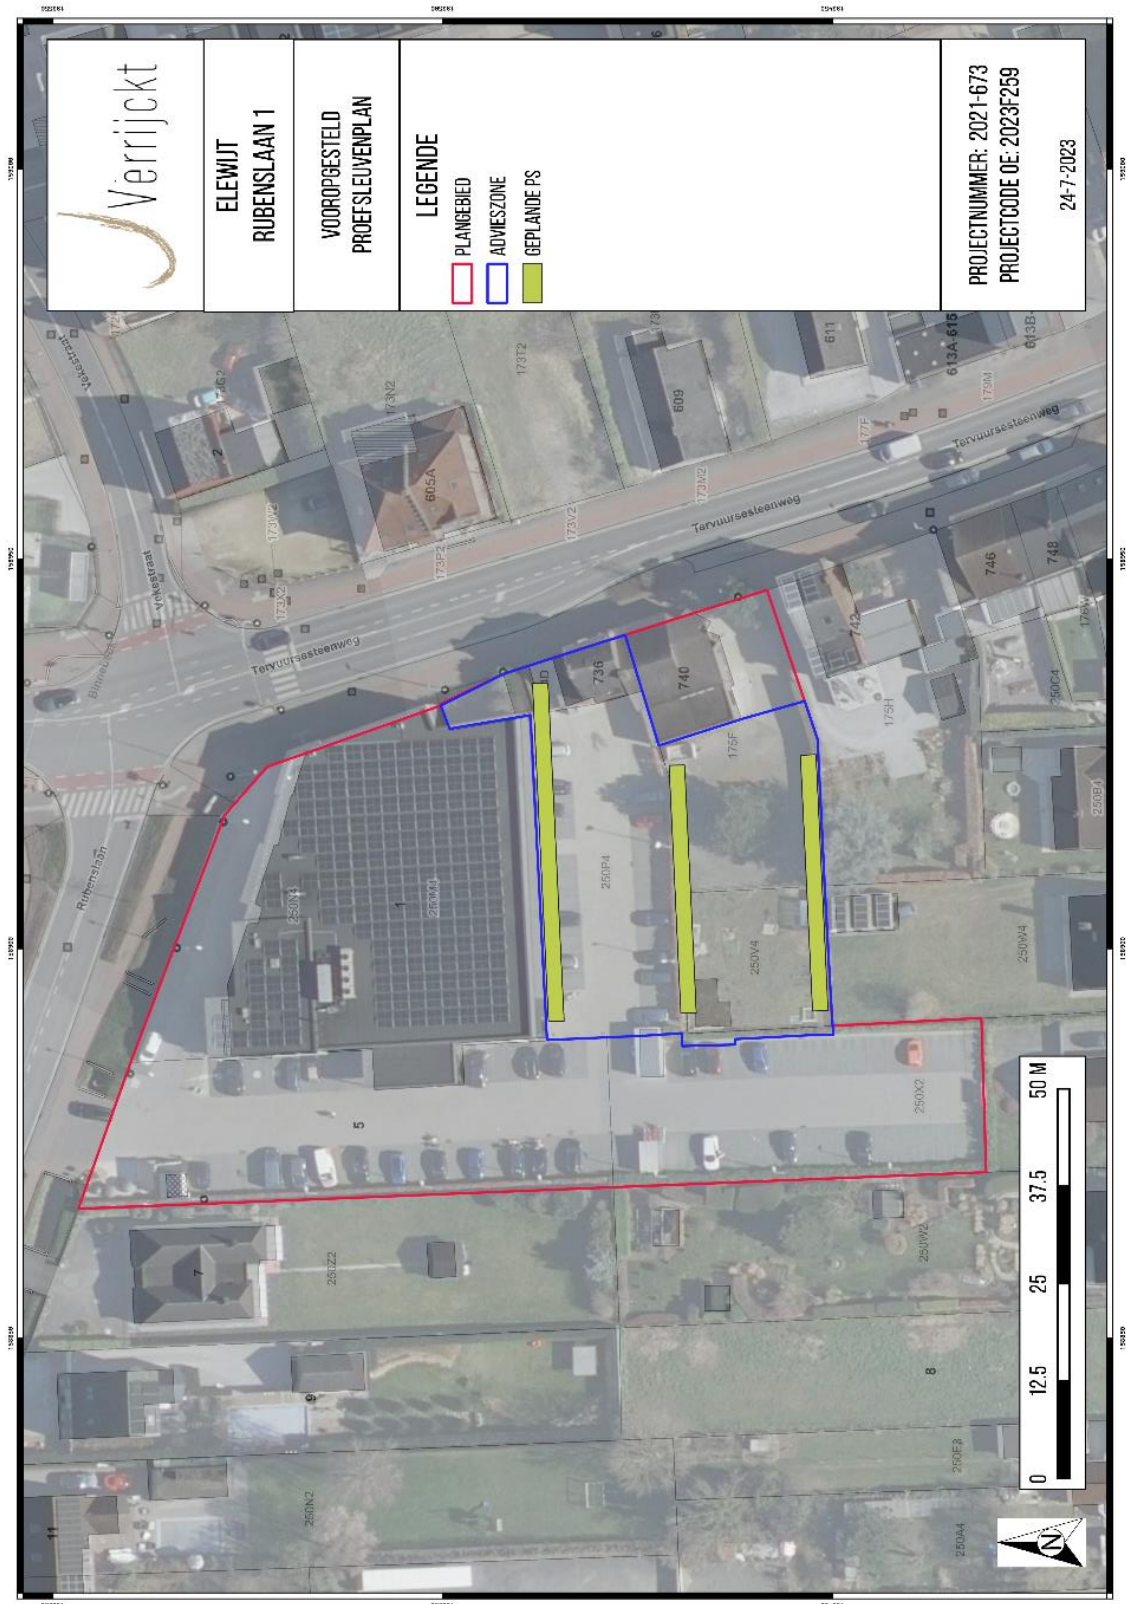 Verrijckt
ELEWIJT
RUBENSLAAN 1
VOOROPGESTELD
PROEFSLEUVENPLAN
LEGENDE
PLANGEBIED
ADVIESZONE
GEPLANDE PS
PROJECTNUMMER: 2021-673
PROJECTCODE OE: 2023F259
24-7-2023
Vekestraat
Vekestraat
Rubenslaan
Tervuursesteenweg
Tervuursesteenweg
Tervuursesteenweg
2
605A
609
611
613A-615
173N2
173T2
173W2
173X2
173P2
173V2
173M2
177F
179M
736
740
742
746
748
175F
175H
250C4
250B4
250W4
250P4
250V4
250M4
1
5
250X2
7
250Z2
250W2
9
8
11
250N2
250E3
250A4
0 12.5 25 37.5 50 M
N